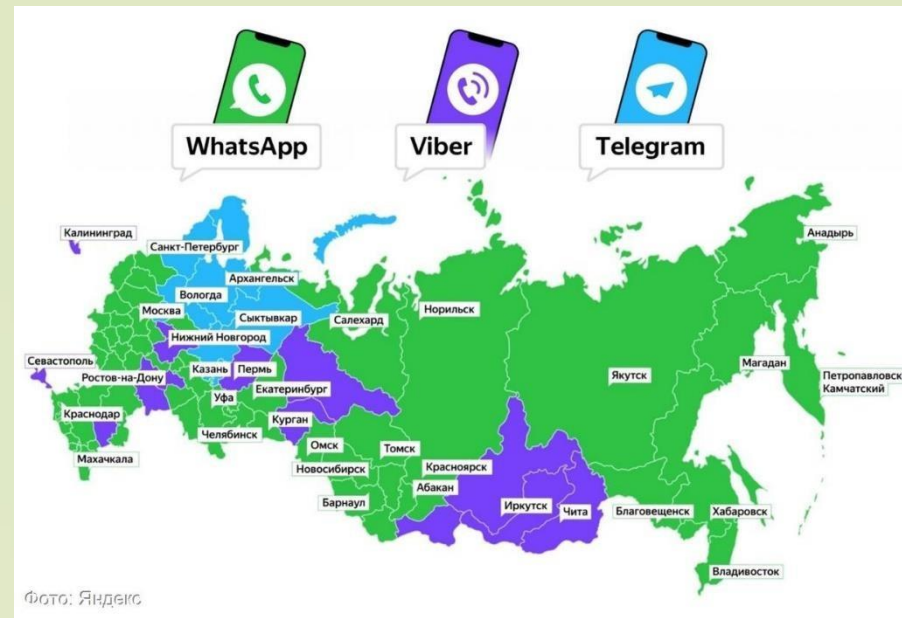 WhatsApp
Viber
Telegram
Калининград
Анадырь
Санкт-Петербург
Архангельск
Вологда
Москва
Сыктывкар
Салехард
Норильск
Нижний Новгород
Севастополь
Ростов-на-Дону
Казань
Пермь
Якутск
Магадан
Петропавловск
Камчатский
Екатеринбург
Уфа
Краснодар
Курган
Челябинск
Омск
Томск
Махачкала
Новосибирск
Красноярск
Абакан
Барнаул
Иркутск
Чита
Благовещенск
Хабаровск
Владивосток
Фото: Яндекс